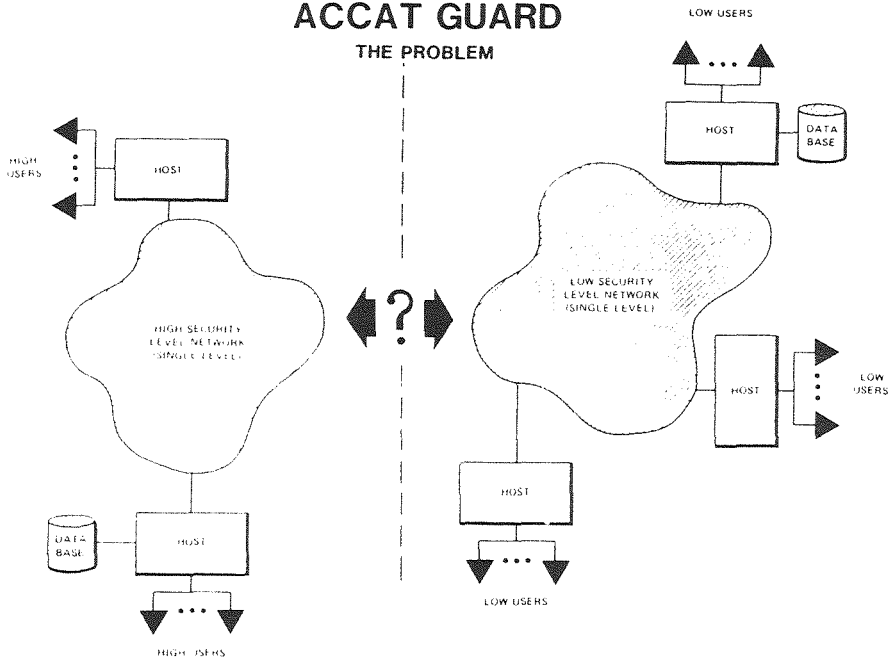 ACCAT GUARD
THE PROBLEM
HIGH
USERS
HOST
HIGH SECURITY
LEVEL NETWORK
(SINGLE LEVEL)
DATA
BASE
HOST
HIGH USERS
?
LOW USERS
HOST
DATA
BASE
LOW SECURITY
LEVEL NETWORK
(SINGLE LEVEL)
HOST
LOW
USERS
HOST
LOW USERS